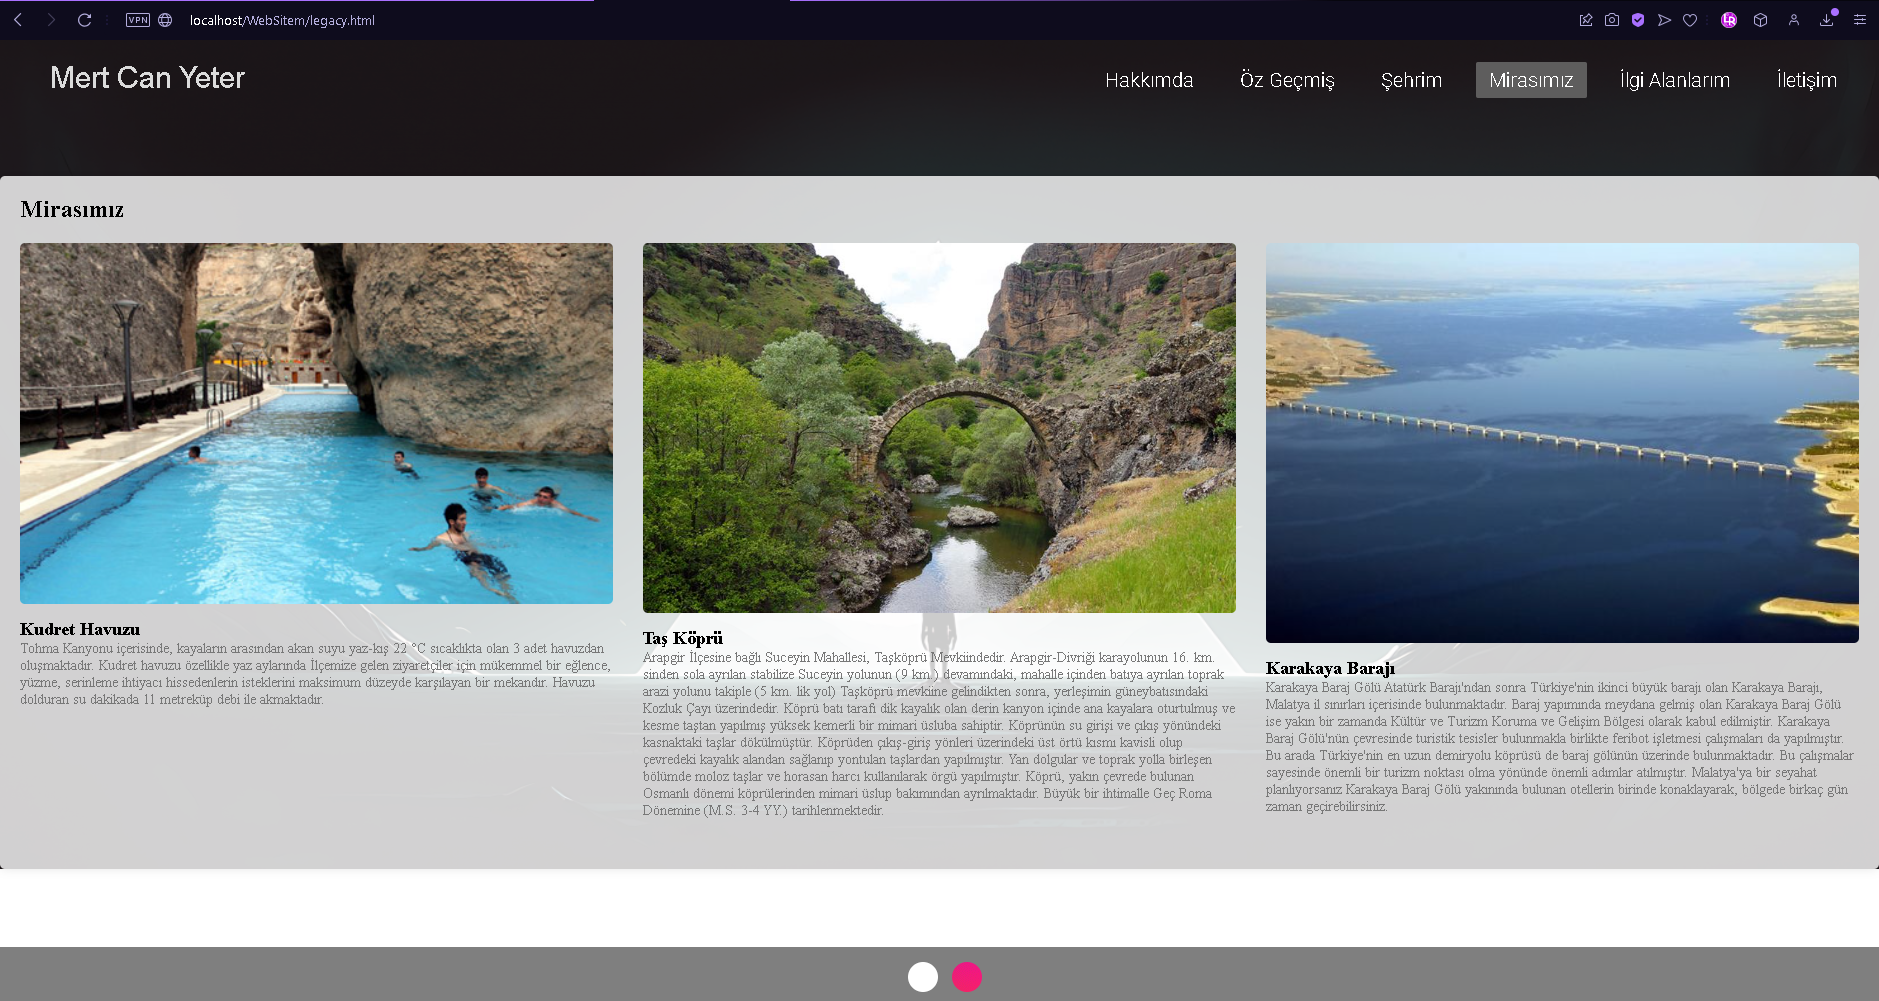 VPN
localhost/WebSitem/legacy.html
Mert Can Yeter
Hakkımda Öz Geçmiş Şehrim Mirasımız İlgi Alanlarım İletişim
Mirasımız
Kudret Havuzu
Tohma Kanyonu içerisinde, kayaların arasından akan suyu yaz-kış 22 °C sıcaklıkta olan 3 adet havuzdan
oluşmaktadır. Kudret havuzu özellikle yaz aylarında İlçemize gelen ziyaretçiler için mükemmel bir eğlence,
yüzme, serinleme ihtiyacı hissedenlerin isteklerini maksimum düzeyde karşılayan bir mekandır. Havuzu
dolduran su dakikada 11 metreküp debi ile akmaktadır.
Taş Köprü
Arapgir İlçesine bağlı Suceyin Mahallesi, Taşköprü Mevkiindedir. Arapgir-Divriği karayolunun 16. km.
sinden sola ayrılan stabilize Suceyin yolunun (9 km.) devamındaki, mahalle içinden batıya ayrılan toprak
arazi yolunu takiple (5 km. lik yol) Taşköprü mevkiine gelindikten sonra, yerleşimin güneybatısındaki
Kozluk Çayı üzerindedir. Köprü batı tarafı dik kayalık olan derin kanyon içinde ana kayalara oturtulmuş ve
kesme taştan yapılmış yüksek kemerli bir mimari üsluba sahiptir. Köprünün su girişi ve çıkış yönündeki
kasnaktaki taşlar dökülmüştür. Köprüden çıkış-giriş yönleri üzerindeki üst örtü kısmı kavisli olup
çevredeki kayalık alandan sağlanıp yontulan taşlardan yapılmıştır. Yan dolgular ve toprak yolla birleşen
bölümde moloz taşlar ve horasan harcı kullanılarak örgü yapılmıştır. Köprü, yakın çevrede bulunan
Osmanlı dönemi köprülerinden mimari üslup bakımından ayrılmaktadır. Büyük bir ihtimalle Geç Roma
Dönemine (M.S. 3-4 YY.) tarihlenmektedir.
Karakaya Barajı
Karakaya Baraj Gölü Atatürk Barajı'ndan sonra Türkiye'nin ikinci büyük barajı olan Karakaya Barajı,
Malatya il sınırları içerisinde bulunmaktadır. Baraj yapımında meydana gelmiş olan Karakaya Baraj Gölü
ise yakın bir zamanda Kültür ve Turizm Koruma ve Gelişim Bölgesi olarak kabul edilmiştir. Karakaya
Baraj Gölü'nün çevresinde turistik tesisler bulunmakla birlikte feribot işletmesi çalışmaları da yapılmıştır.
Bu arada Türkiye'nin en uzun demiryolu köprüsü de baraj gölünün üzerinde bulunmaktadır. Bu çalışmalar
sayesinde önemli bir turizm noktası olma yönünde önemli adımlar atılmıştır. Malatya'ya bir seyahat
planlıyorsanız Karakaya Baraj Gölü yakınında bulunan otellerin birinde konaklayarak, bölgede birkaç gün
zaman geçirebilirsiniz.